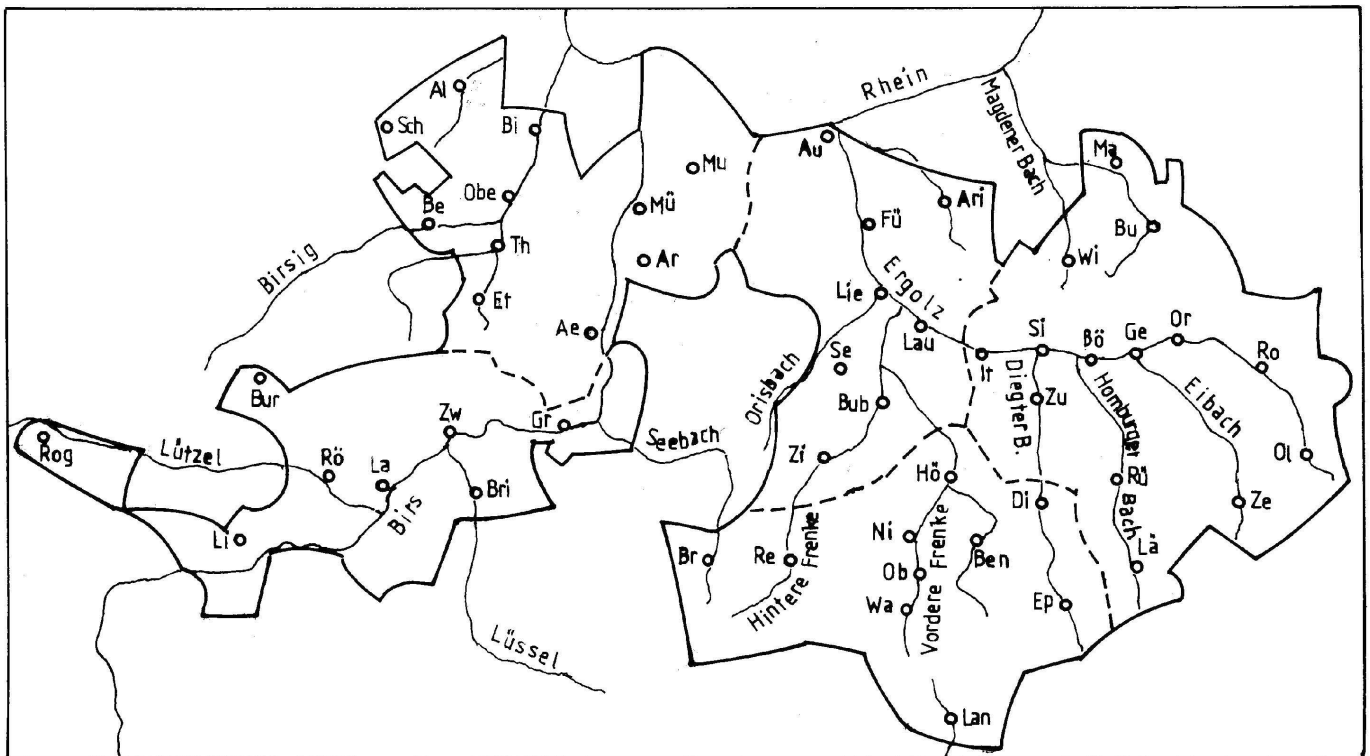 Al
Sch
Bi
Obe
Be
Th
Birsig
Et
Ae
Mu
Mü
Ar
Rhein
Au
Magdener Bach
Ma
Ari
Fü
Bu
Wi
Ergolz
Lie
Lau
It
Si
Bö
Ge
Or
Ro
Se
Orisbach
Bub
Diegter B.
Zu
Homburger Bach
Eibach
Bur
Rog
Lützel
Rö
La
Zw
Gr
Seebach
Birs
Bri
Li
Lüssel
Zi
Hö
Di
Rü
Ze
Ol
Br
Re
Hintere Frenke
Ni
Ob
Wa
Vordere Frenke
Ben
Ep
Lä
Lan